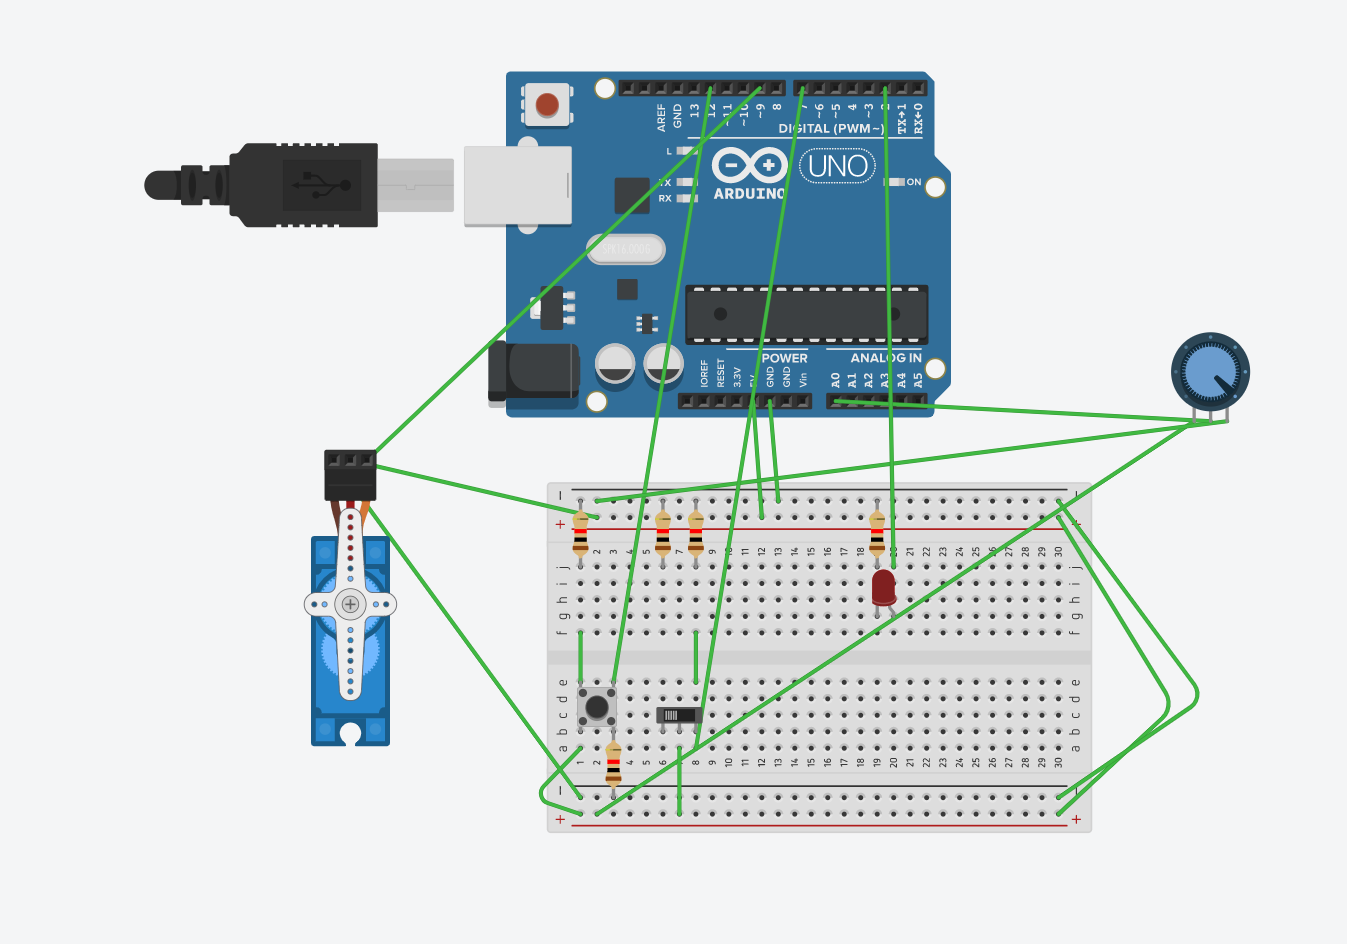 AREF
GND
13
12
~11
~10
~9
8
7
~6
~5
4
~3
2
TX→1
RX←0
DIGITAL (PWM~)
L
TX
RX
ARDUINO
UNO
ON
SPK16.000G
IOREF
RESET
3.3V
5V
GND
GND
Vin
POWER
ANALOG IN
A0
A1
A2
A3
A4
A5
− −
+ +
1 2 3 4 5 6 7 8 9 10 11 12 13 14 15 16 17 18 19 20 21 22 23 24 25 26 27 28 29 30
j j
i i
h h
g g
f f
e e
d d
c c
b b
a a
1 2 3 4 5 6 7 8 9 10 11 12 13 14 15 16 17 18 19 20 21 22 23 24 25 26 27 28 29 30
− −
+ +